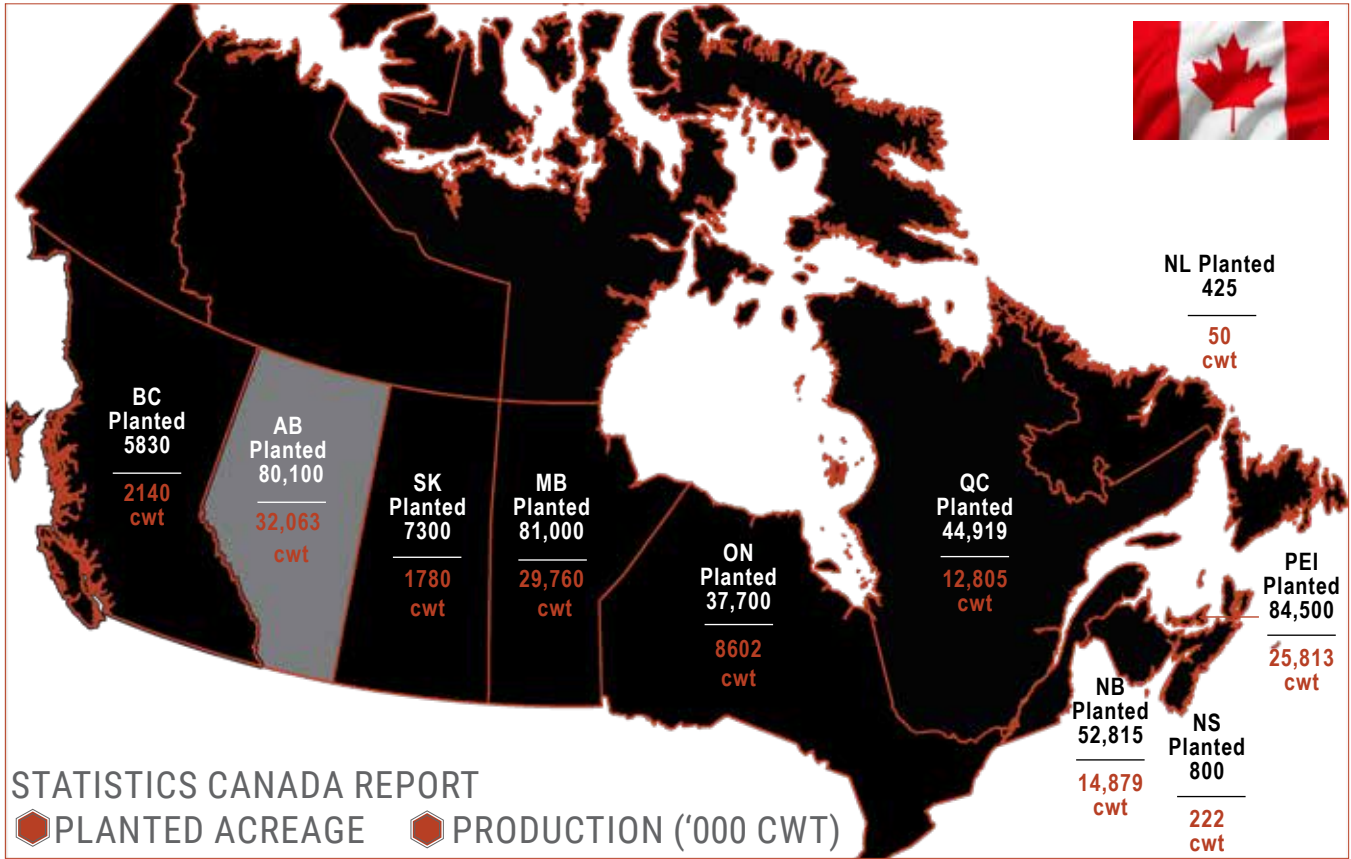 NL Planted
425
50
cwt
BC
Planted
5830
2140
cwt
AB
Planted
80,100
32,063
cwt
SK
Planted
7300
1780
cwt
MB
Planted
81,000
29,760
cwt
ON
Planted
37,700
8602
cwt
QC
Planted
44,919
12,805
cwt
PEI
Planted
84,500
25,813
cwt
NB
Planted
52,815
14,879
cwt
NS
Planted
800
222
cwt
STATISTICS CANADA REPORT
PLANTED ACREAGE PRODUCTION (‘000 CWT)